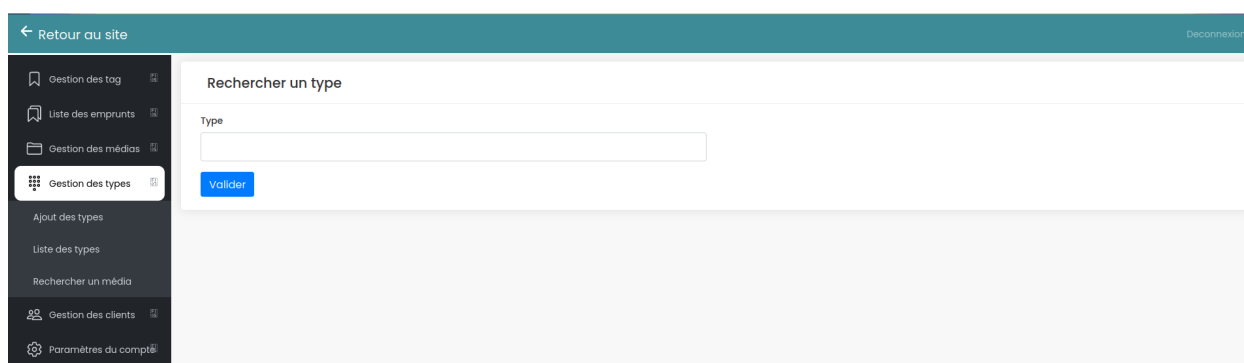 Retour au site
Deconnexion
Gestion des tag
Liste des emprunts
Gestion des médias
Gestion des types
Ajout des types
Liste des types
Rechercher un média
Gestion des clients
Paramètres du compte
Rechercher un type
Type
Valider